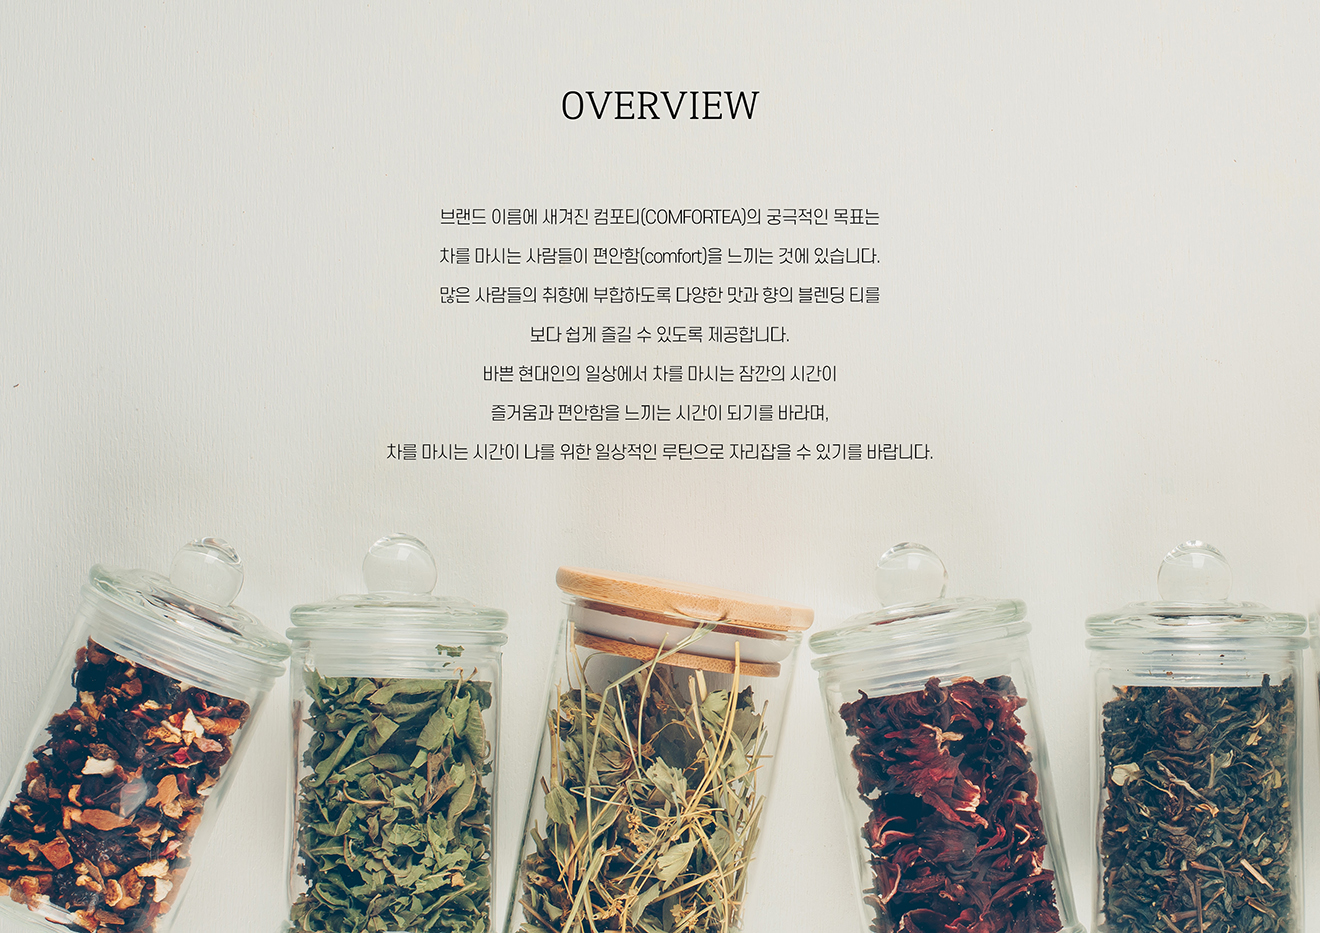 OVERVIEW
브랜드 이름에 새겨진 컴포티(COMFORTEA)의 궁극적인 목표는
차를 마시는 사람들이 편안함(comfort)을 느끼는 것에 있습니다.
많은 사람들의 취향에 부합하도록 다양한 맛과 향의 블렌딩 티를
보다 쉽게 즐길 수 있도록 제공합니다.
바쁜 현대인의 일상에서 차를 마시는 잠깐의 시간이
즐거움과 편안함을 느끼는 시간이 되기를 바라며,
차를 마시는 시간이 나를 위한 일상적인 루틴으로 자리잡을 수 있기를 바랍니다.